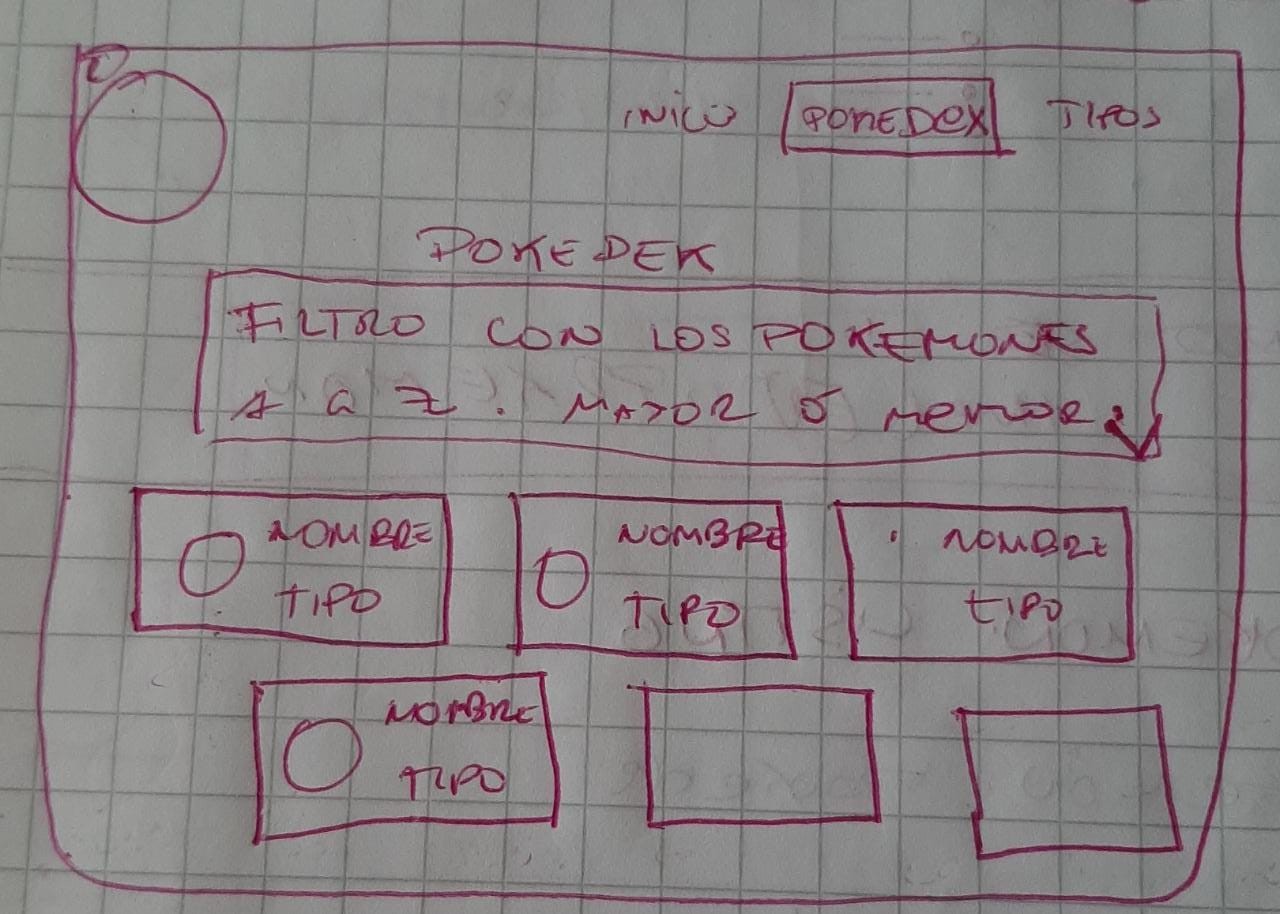 INICIO POKEDEX TIPOS
POKEDEX
FILTRO CON LOS POKEMONES
A a Z. MAYOR O MENOR
NOMBRE NOMBRE NOMBRE
TIPO TIPO TIPO
NOMBRE
TIPO